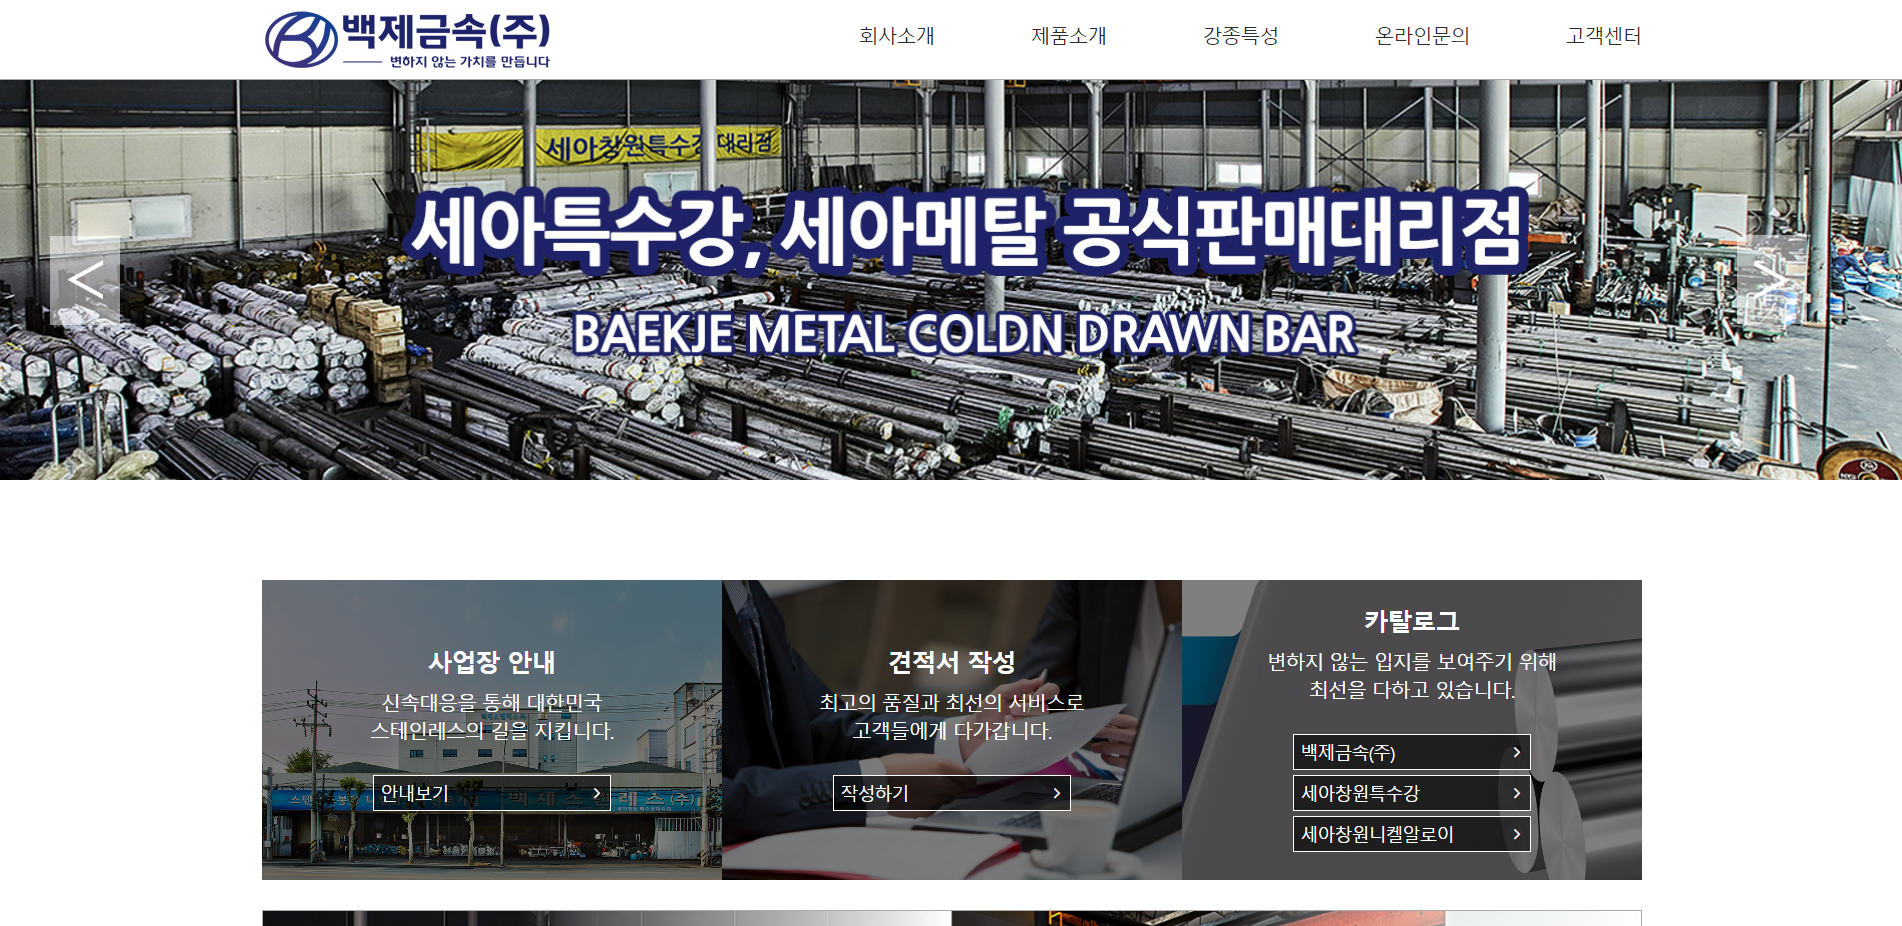 백제금속(주)
변하지 않는 가치를 만듭니다
회사소개
제품소개
강종특성
온라인문의
고객센터
세아창원특수강 대리점
세아특수강, 세아메탈 공식판매대리점
BAEKJE METAL COLDN DRAWN BAR
사업장 안내
신속대응을 통해 대한민국
스테인레스의 길을 지킵니다.
안내보기
백제스텐레스(주)
견적서 작성
최고의 품질과 최선의 서비스로
고객들에게 다가갑니다.
작성하기
카탈로그
변하지 않는 입지를 보여주기 위해
최선을 다하고 있습니다.
백제금속(주)
세아창원특수강
세아창원니켈알로이